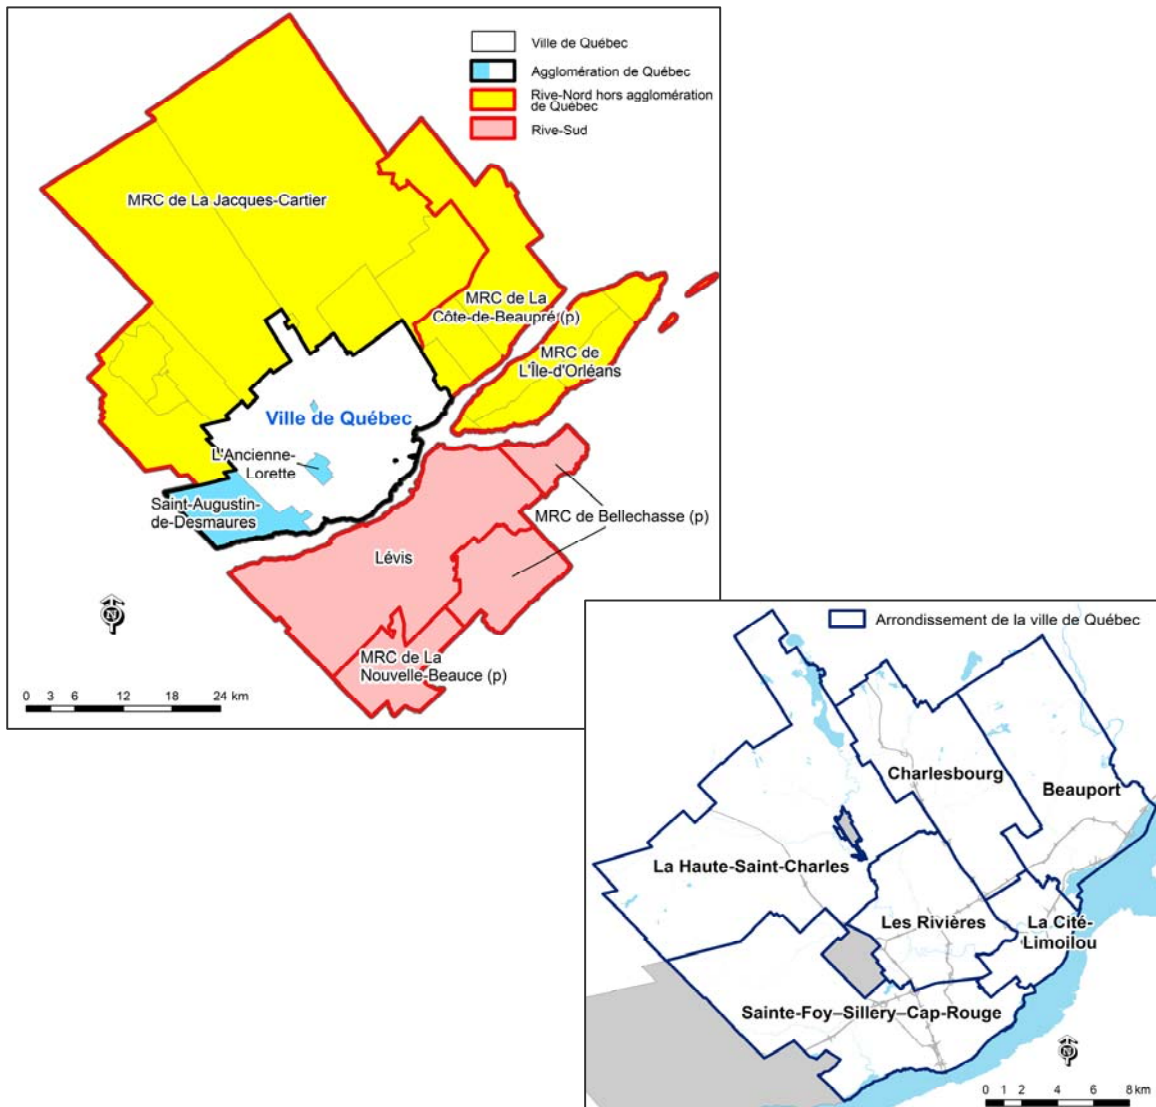 Ville de Québec
Agglomération de Québec
Rive-Nord hors agglomération
de Québec
Rive-Sud
MRC de La Jacques-Cartier
MRC de La
Côte-de-Beaupré (p)
MRC de
L'Île-d'Orléans
Ville de Québec
L'Ancienne-
Lorette
Saint-Augustin-
de-Desmaures
MRC de Bellechasse (p)
Lévis
MRC de La
Nouvelle-Beauce (p)
N
0 3 6 12 18 24 km
Arrondissement de la ville de Québec
Charlesbourg
Beauport
La Haute-Saint-Charles
Les Rivières
La Cité-
Limoilou
Sainte-Foy–Sillery–Cap-Rouge
N
0 1 2 4 6 8 km